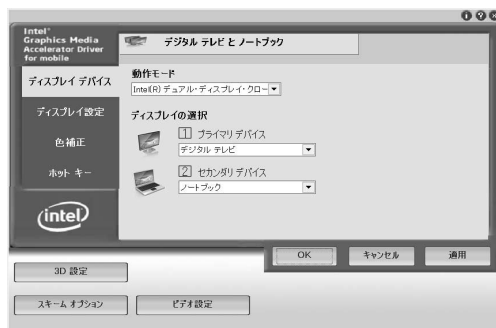 Intel®
Graphics Media
Accelerator Driver
for mobile
デジタル テレビ と ノートブック
ディスプレイ デバイス
ディスプレイ設定
色補正
ホット キー
intel
動作モード
Intel(R) デュアル・ディスプレイ・クロー
ディスプレイの選択
1 プライマリ デバイス
デジタル テレビ
2 セカンダリ デバイス
ノートブック
OK
キャンセル
適用
3D 設定
スキーム オプション
ビデオ設定